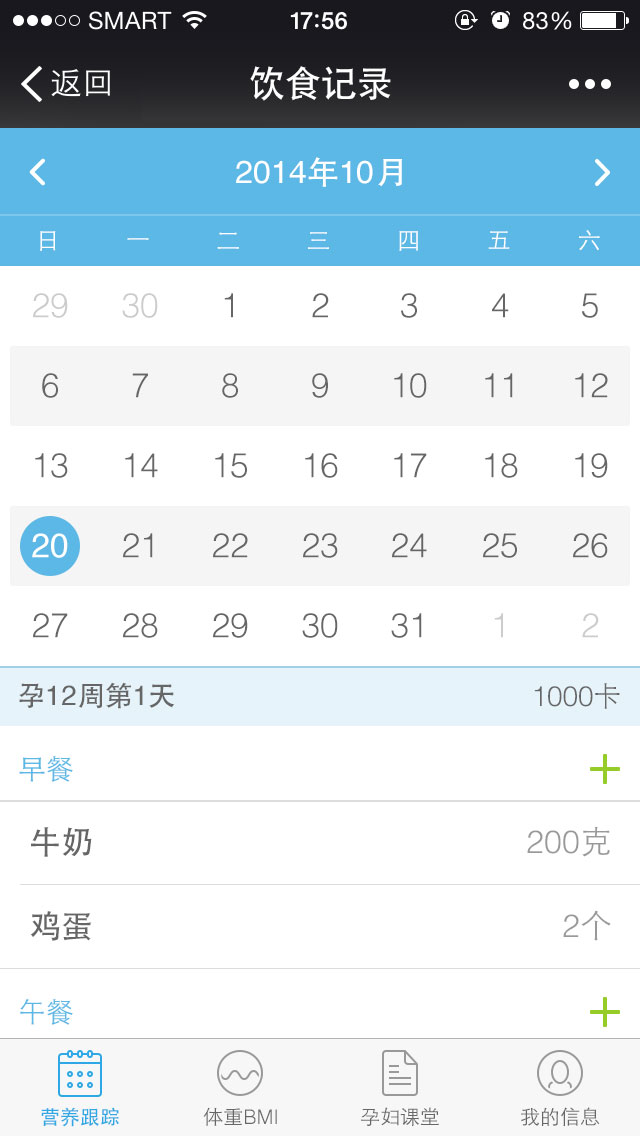 SMART 17:56 83%
返回 饮食记录
2014年10月
日 一 二 三 四 五 六
29 30 1 2 3 4 5
6 7 8 9 10 11 12
13 14 15 16 17 18 19
20 21 22 23 24 25 26
27 28 29 30 31 1 2
孕12周第1天 1000卡
早餐
牛奶 200克
鸡蛋 2个
午餐
营养跟踪 体重BMI 孕妇课堂 我的信息